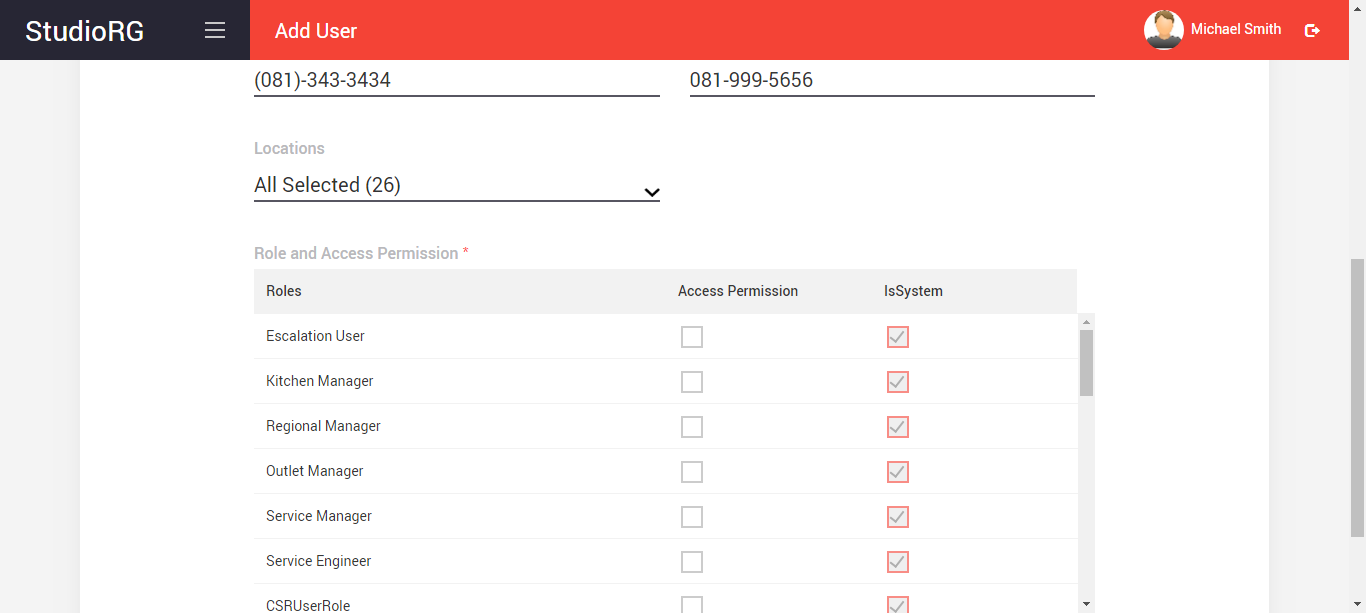 StudioRG
Add User
Michael Smith
(081)-343-3434
081-999-5656
Locations
All Selected (26)
Role and Access Permission *
Roles Access Permission IsSystem
Escalation User
Kitchen Manager
Regional Manager
Outlet Manager
Service Manager
Service Engineer
CSRUserRole